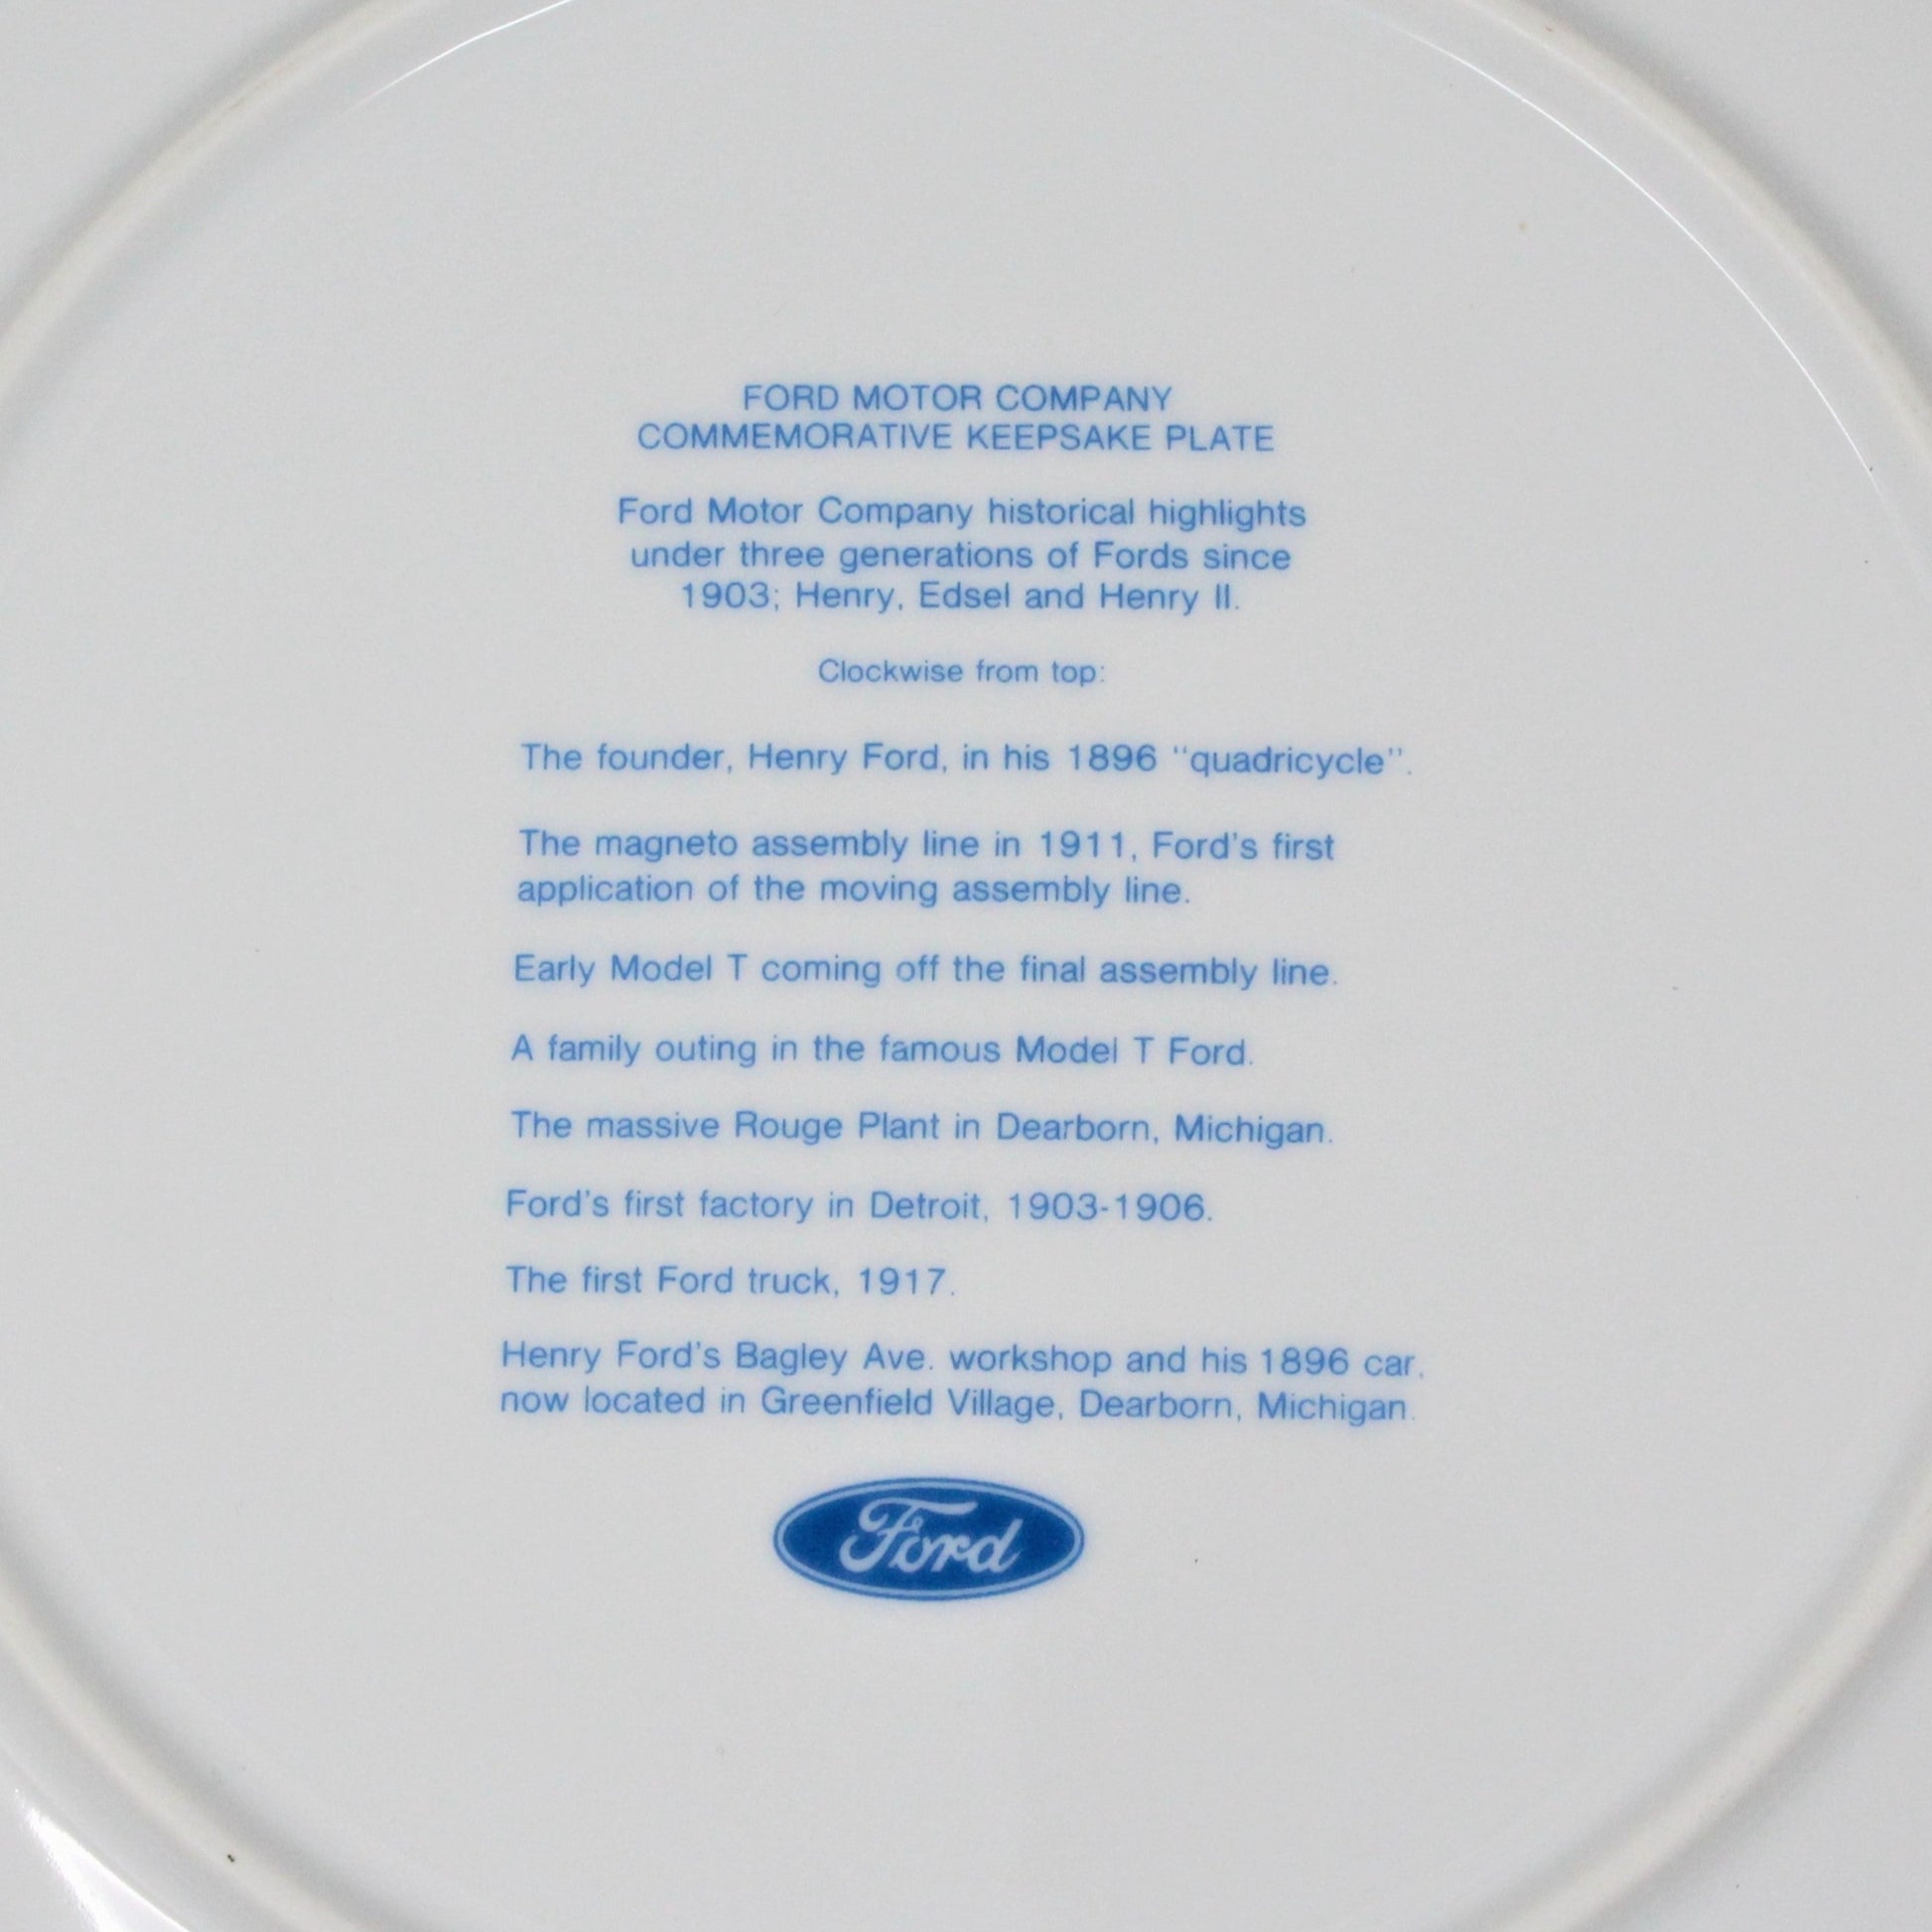 FORD MOTOR COMPANY
COMMEMORATIVE KEEPSAKE PLATE
Ford Motor Company historical highlights
under three generations of Fords since
1903; Henry, Edsel and Henry II.
Clockwise from top:
The founder, Henry Ford, in his 1896 "quadricycle".
The magneto assembly line in 1911, Ford's first
application of the moving assembly line.
Early Model T coming off the final assembly line.
A family outing in the famous Model T Ford.
The massive Rouge Plant in Dearborn, Michigan.
Ford's first factory in Detroit, 1903-1906.
The first Ford truck, 1917.
Henry Ford's Bagley Ave. workshop and his 1896 car,
now located in Greenfield Village, Dearborn, Michigan.
Ford